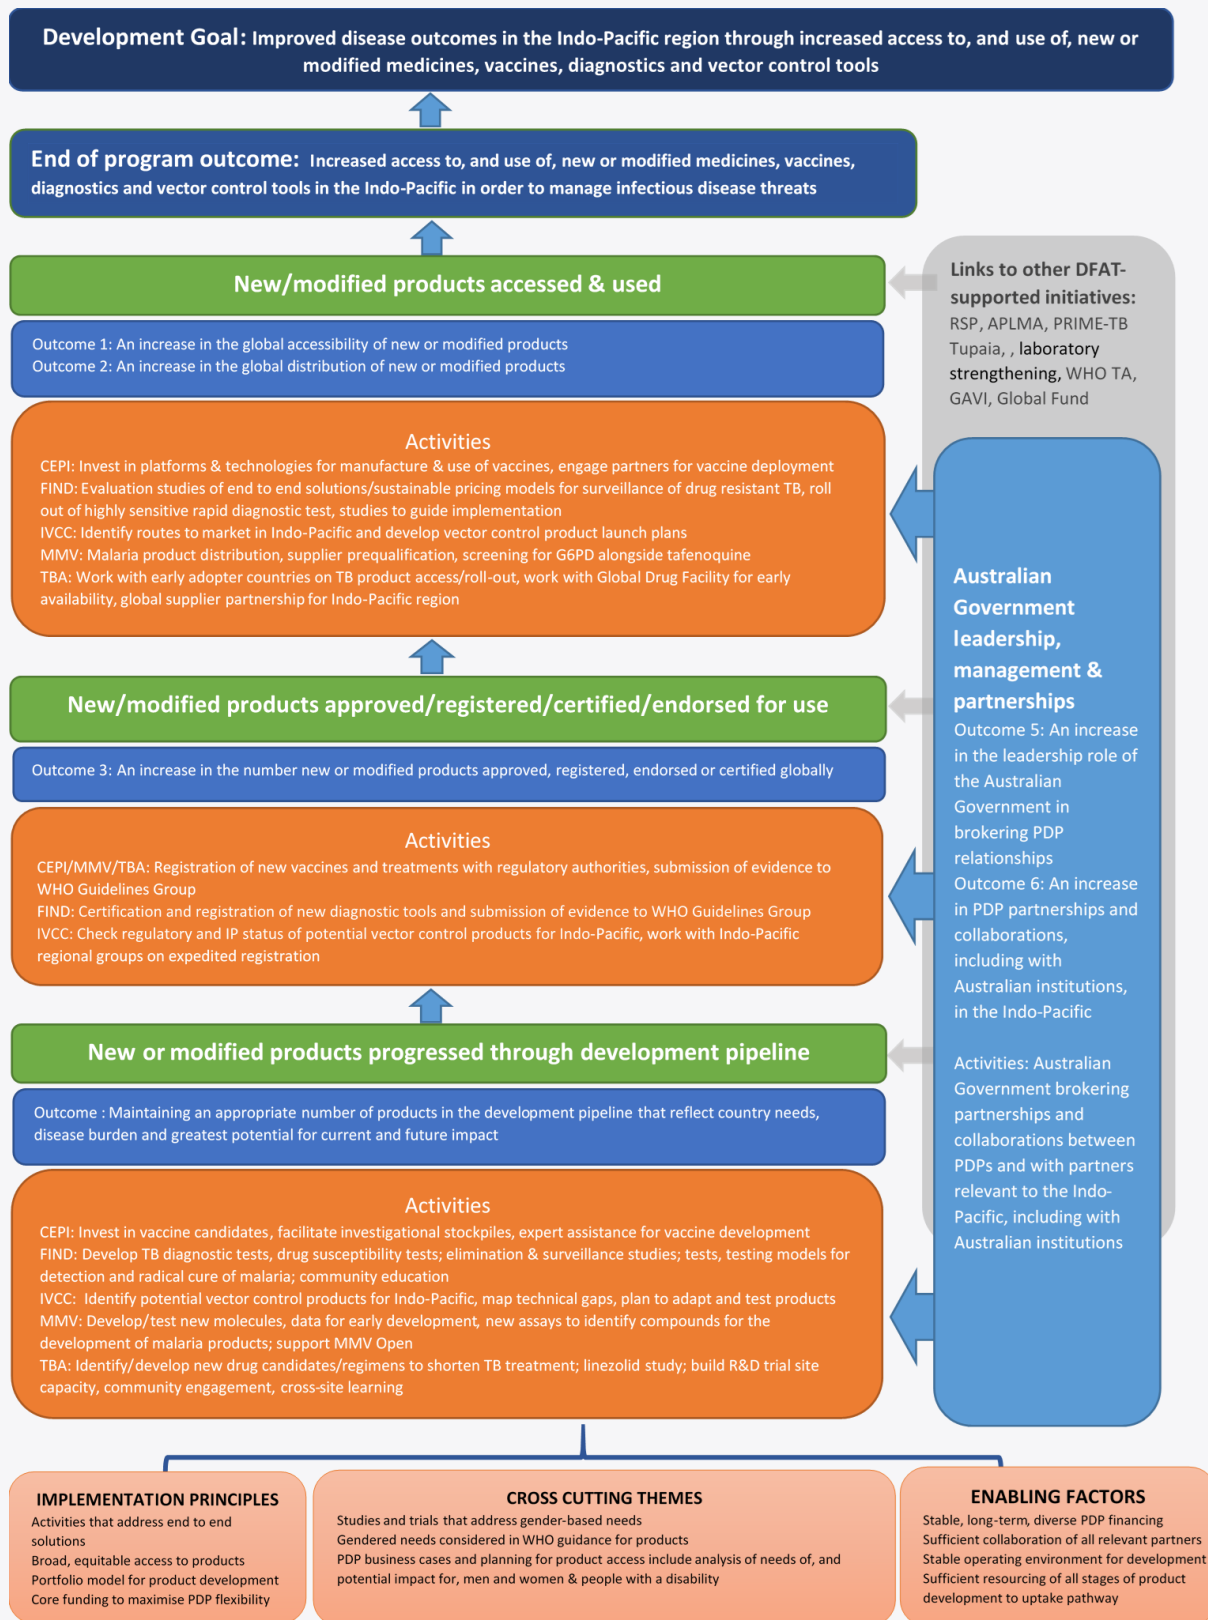 Development Goal: Improved disease outcomes in the Indo-Pacific region through increased access to, and use of, new or
modified medicines, vaccines, diagnostics and vector control tools
End of program outcome: Increased access to, and use of, new or modified medicines, vaccines,
diagnostics and vector control tools in the Indo-Pacific in order to manage infectious disease threats
New/modified products accessed & used
Outcome 1: An increase in the global accessibility of new or modified products
Outcome 2: An increase in the global distribution of new or modified products
Activities
CEPI: Invest in platforms & technologies for manufacture & use of vaccines, engage partners for vaccine deployment
FIND: Evaluation studies of end to end solutions/sustainable pricing models for surveillance of drug resistant TB, roll
out of highly sensitive rapid diagnostic test, studies to guide implementation
IVCC: Identify routes to market in Indo-Pacific and develop vector control product launch plans
MMV: Malaria product distribution, supplier prequalification, screening for G6PD alongside tafenoquine
TBA: Work with early adopter countries on TB product access/roll-out, work with Global Drug Facility for early
availability, global supplier partnership for Indo-Pacific region
New/modified products approved/registered/certified/endorsed for use
Outcome 3: An increase in the number new or modified products approved, registered, endorsed or certified globally
Activities
CEPI/MMV/TBA: Registration of new vaccines and treatments with regulatory authorities, submission of evidence to
WHO Guidelines Group
FIND: Certification and registration of new diagnostic tools and submission of evidence to WHO Guidelines Group
IVCC: Check regulatory and IP status of potential vector control products for Indo-Pacific, work with Indo-Pacific
regional groups on expedited registration
New or modified products progressed through development pipeline
Outcome : Maintaining an appropriate number of products in the development pipeline that reflect country needs,
disease burden and greatest potential for current and future impact
Activities
CEPI: Invest in vaccine candidates, facilitate investigational stockpiles, expert assistance for vaccine development
FIND: Develop TB diagnostic tests, drug susceptibility tests; elimination & surveillance studies; tests, testing models for
detection and radical cure of malaria; community education
IVCC: Identify potential vector control products for Indo-Pacific, map technical gaps, plan to adapt and test products
MMV: Develop/test new molecules, data for early development, new assays to identify compounds for the
development of malaria products; support MMV Open
TBA: Identify/develop new drug candidates/regimens to shorten TB treatment; linezolid study; build R&D trial site
capacity, community engagement, cross-site learning
Links to other DFAT-
supported initiatives:
RSP, APLMA, PRIME-TB
Tupaia, , laboratory
strengthening, WHO TA,
GAVI, Global Fund
Australian
Government
leadership,
management &
partnerships
Outcome 5: An increase
in the leadership role of
the Australian
Government in
brokering PDP
relationships
Outcome 6: An increase
in PDP partnerships and
collaborations,
including with
Australian institutions,
in the Indo-Pacific
Activities: Australian
Government brokering
partnerships and
collaborations between
PDPs and with partners
relevant to the Indo-
Pacific, including with
Australian institutions
IMPLEMENTATION PRINCIPLES
Activities that address end to end
solutions
Broad, equitable access to products
Portfolio model for product development
Core funding to maximise PDP flexibility
CROSS CUTTING THEMES
Studies and trials that address gender-based needs
Gendered needs considered in WHO guidance for products
PDP business cases and planning for product access include analysis of needs of, and
potential impact for, men and women & people with a disability
ENABLING FACTORS
Stable, long-term, diverse PDP financing
Sufficient collaboration of all relevant partners
Stable operating environment for development
Sufficient resourcing of all stages of product
development to uptake pathway